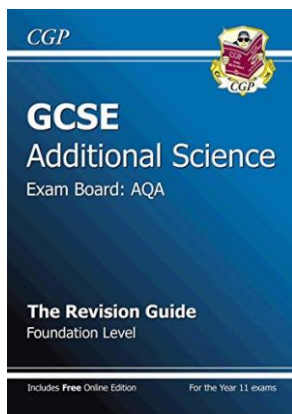 CGP
CGP
GCSE
Additional Science
Exam Board: AQA
The Revision Guide
Foundation Level
Includes Free Online Edition
For the Year 11 exams